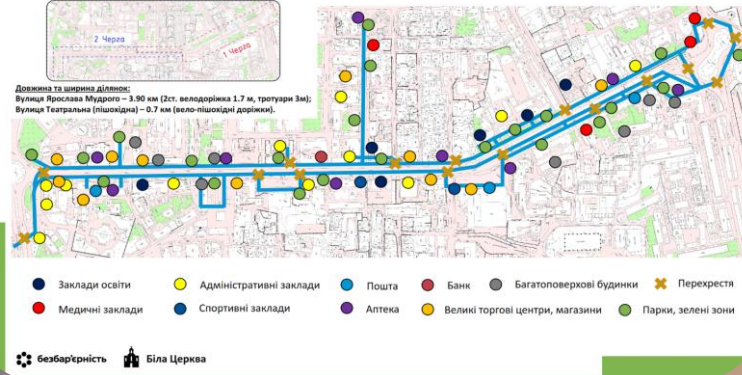 2 Черга
1 Черга
Довжина та ширина ділянок:
Вулиця Ярослава Мудрого – 3.90 км (2ст. велодоріжка 1.7 м, тротуари 3м);
Вулиця Театральна (пішохідна) – 0.7 км (вело-пішохідні доріжки).
Заклади освіти
Адміністративні заклади
Пошта
Банк
Багатоповерхові будинки
Перехрестя
Медичні заклади
Спортивні заклади
Аптека
Великі торгові центри, магазини
Парки, зелені зони
безбар'єрність
Біла Церква